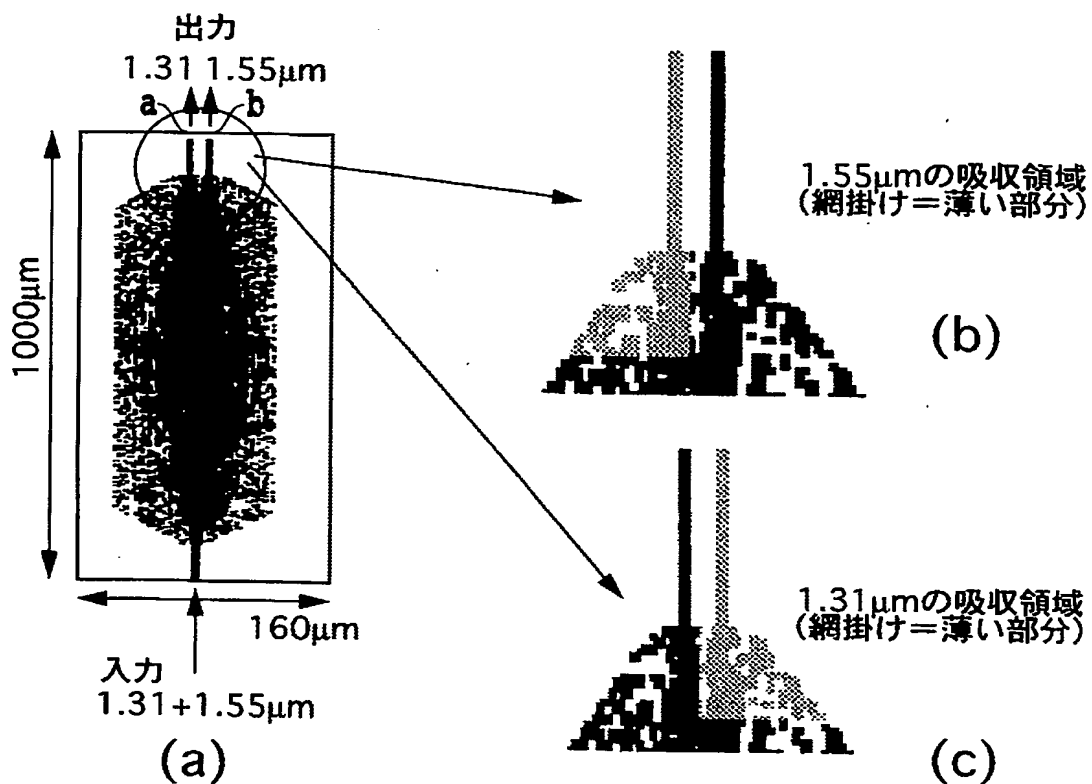 出力
1.31 1.55μm
a b
1000μm
160μm
入力
1.31+1.55μm
(a)
1.55μmの吸収領域
(網掛け＝薄い部分)
(b)
1.31μmの吸収領域
(網掛け＝薄い部分)
(c)